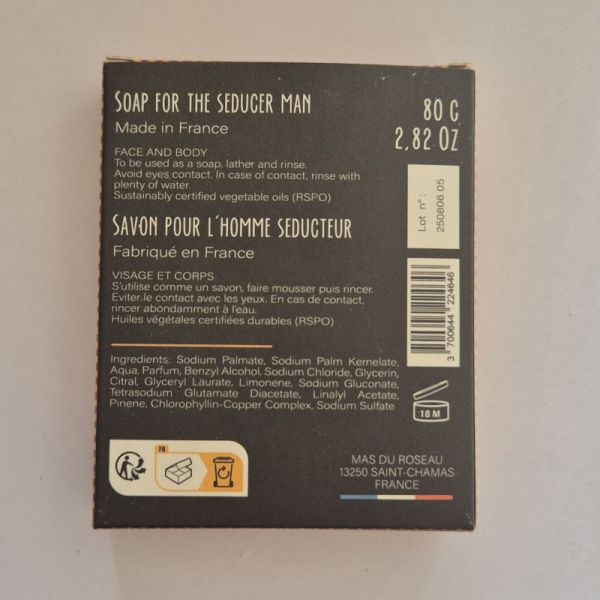 SOAP FOR THE SEDUCER MAN
Made in France
80 G
2,82 OZ
FACE AND BODY
To be used as a soap, lather and rinse.
Avoid eyes contact. In case of contact, rinse with
plenty of water.
Sustainably certified vegetable oils (RSPO)
Lot n°:
250806 05
SAVON POUR L'HOMME SEDUCTEUR
Fabriqué en France
VISAGE ET CORPS
S'utilise comme un savon, faire mousser puis rincer.
Eviter le contact avec les yeux. En cas de contact,
rincer abondamment à l'eau.
Huiles végétales certifiées durables (RSPO)
3 700644 224646
Ingredients: Sodium Palmate, Sodium Palm Kernelate,
Aqua, Parfum, Benzyl Alcohol, Sodium Chloride, Glycerin,
Citral, Glyceryl Laurate, Limonene, Sodium Gluconate,
Tetrasodium Glutamate Diacetate, Linalyl Acetate,
Pinene, Chlorophyllin-Copper Complex, Sodium Sulfate
18 M
FR
MAS DU ROSEAU
13250 SAINT-CHAMAS
FRANCE